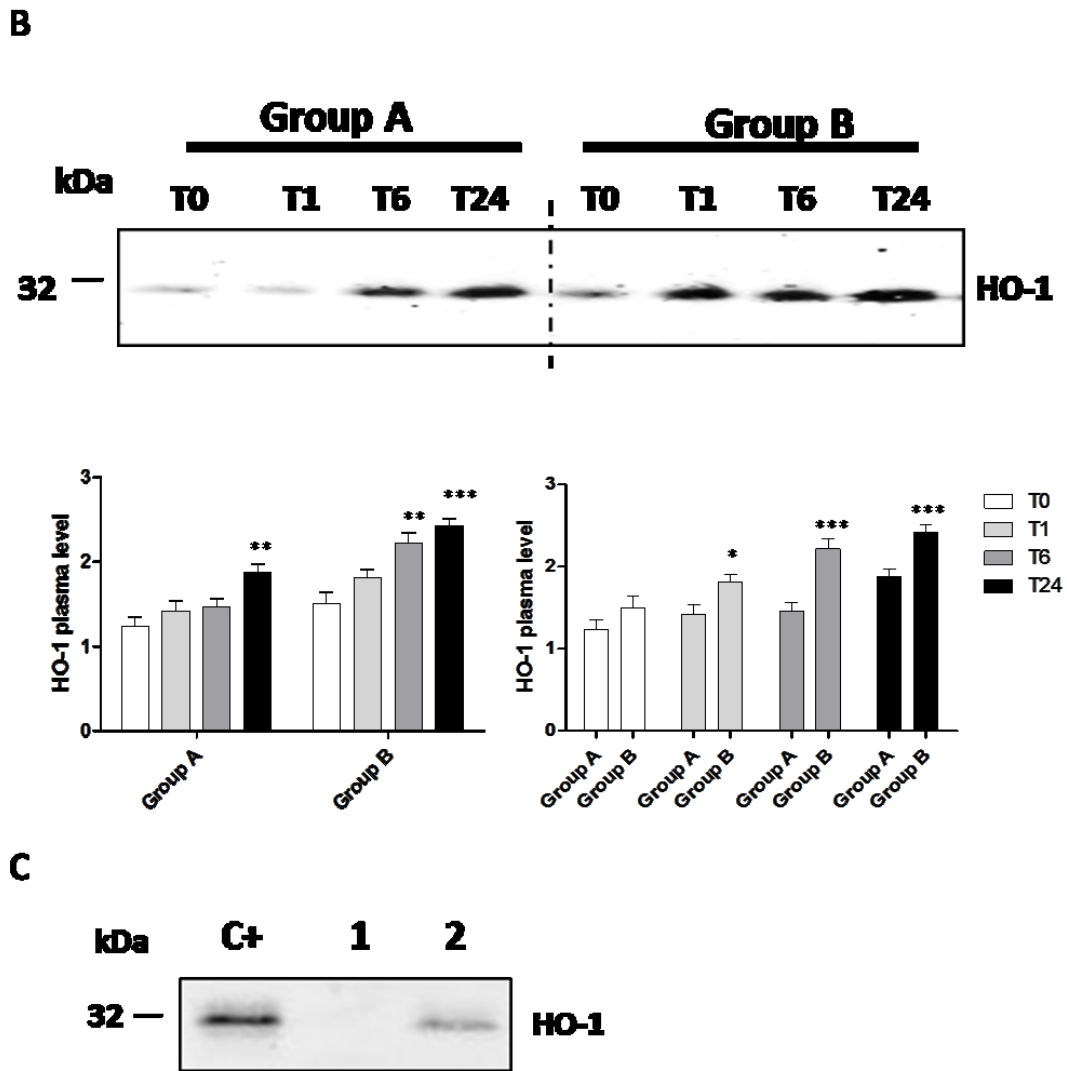 B
Group A Group B
kDa T0 T1 T6 T24 T0 T1 T6 T24
32 HO-1
3 2 1 0
HO-1 plasma level
** ** ***
Group A Group B
3 2 1 0
HO-1 plasma level
* *** ***
Group A Group B Group A Group B Group A Group B Group A Group B
T0
T1
T6
T24
C
kDa C+ 1 2
32 HO-1